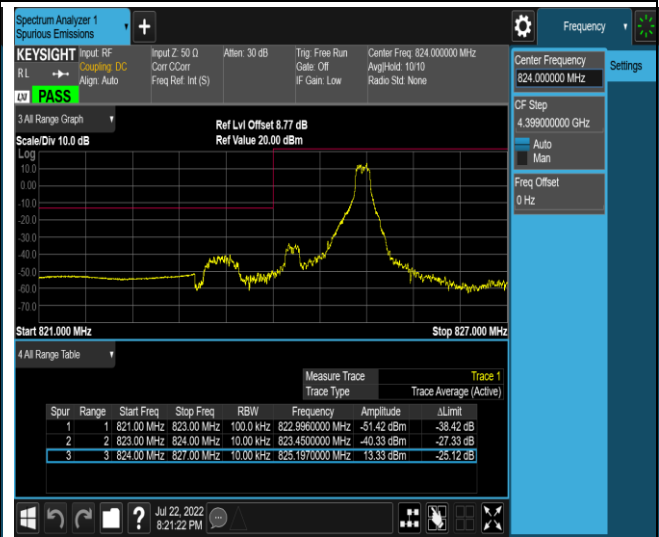 Spectrum Analyzer 1
Spurious Emissions
+
Frequency
KEYSIGHT
RL
LXI PASS
Input: RF
Coupling: DC
Align: Auto
Input Z: 50 Ω
Corr CCorr
Freq Ref: Int (S)
Atten: 30 dB
Trig: Free Run
Gate: Off
IF Gain: Low
Center Freq: 824.000000 MHz
Avg|Hold: 10/10
Radio Std: None
Center Frequency
824.000000 MHz
Settings
CF Step
4.399000000 GHz
Auto
Man
Freq Offset
0 Hz
3 All Range Graph
Scale/Div 10.0 dB
Ref Lvl Offset 8.77 dB
Ref Value 20.00 dBm
Log
10.0
0.00
-10.0
-20.0
-30.0
-40.0
-50.0
-60.0
-70.0
Start 821.000 MHz
Stop 827.000 MHz
4 All Range Table
Measure Trace Trace 1
Trace Type Trace Average (Active)
Spur Range Start Freq Stop Freq RBW Frequency Amplitude ΔLimit
1 1 821.00 MHz 823.00 MHz 100.0 kHz 822.9960000 MHz -51.42 dBm -38.42 dB
2 2 823.00 MHz 824.00 MHz 10.00 kHz 823.4500000 MHz -40.33 dBm -27.33 dB
3 3 824.00 MHz 827.00 MHz 10.00 kHz 825.1970000 MHz 13.33 dBm -25.12 dB
?
Jul 22, 2022
8:21:22 PM